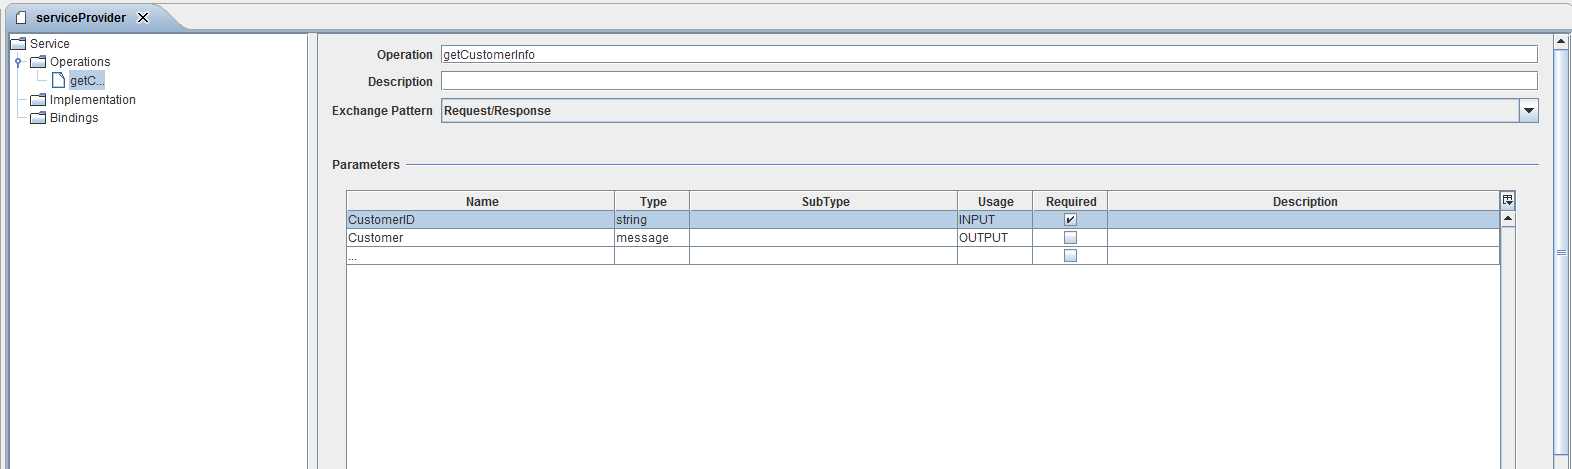 serviceProvider
Service
Operations
getC...
Implementation
Bindings
Operation getCustomerInfo
Description
Exchange Pattern Request/Response
Parameters
Name Type SubType Usage Required Description
CustomerID string INPUT
Customer message OUTPUT
...